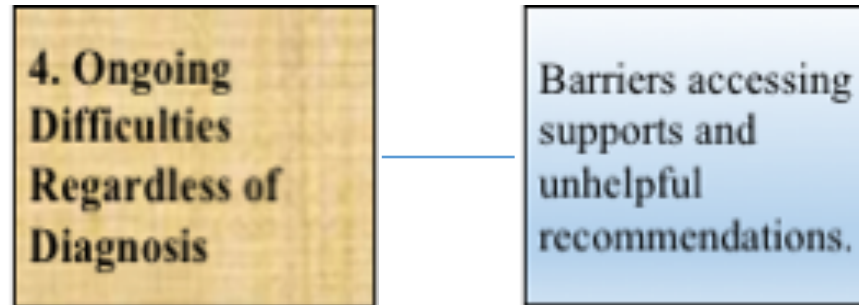 4. Ongoing
Difficulties
Regardless of
Diagnosis
Barriers accessing
supports and
unhelpful
recommendations.